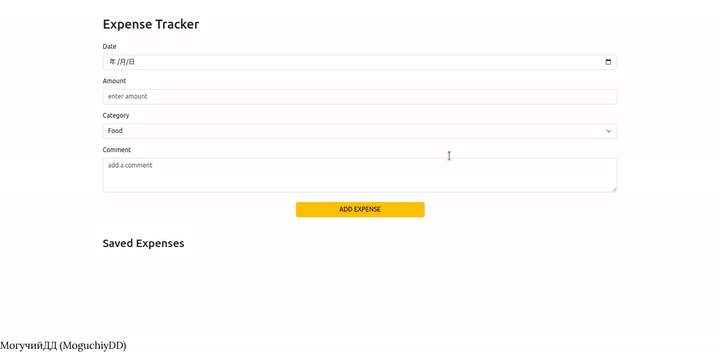 Expense Tracker
Date
年/月/日
Amount
enter amount
Category
Food
Comment
add a comment
ADD EXPENSE
Saved Expenses
МогучийДД (MoguchiyDD)